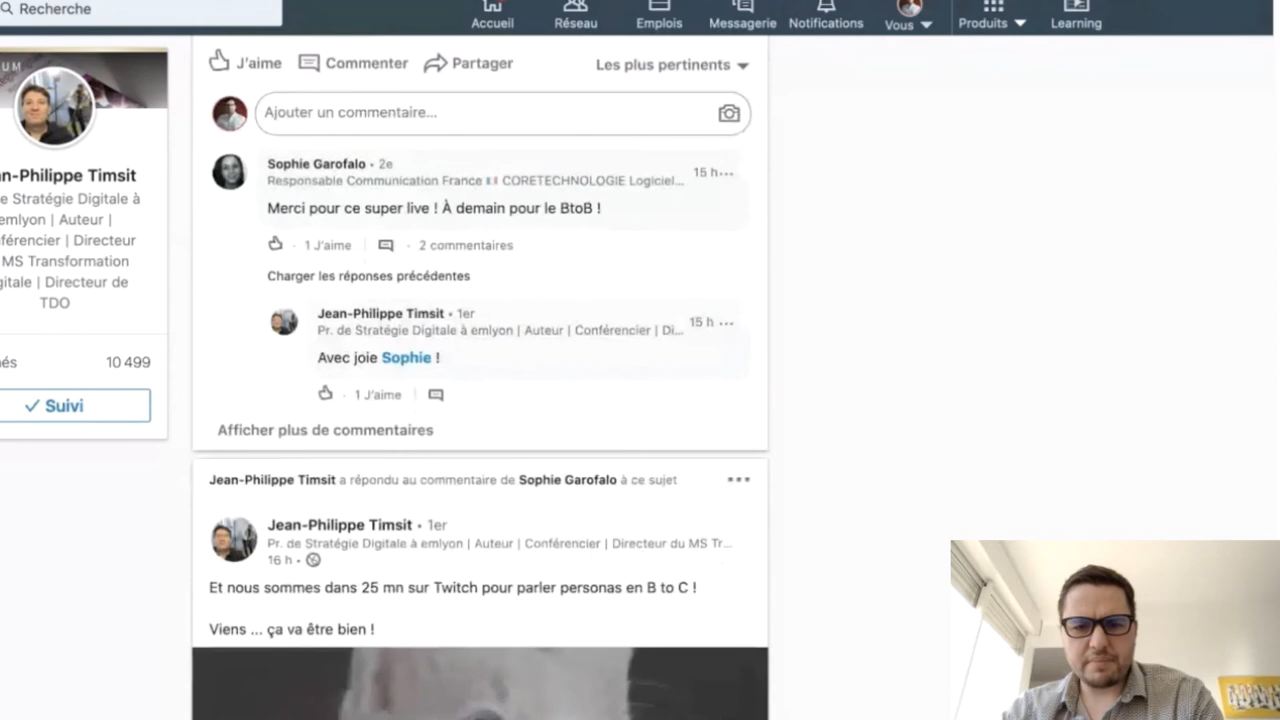 Recherche
Accueil
Réseau
Emplois
Messagerie
Notifications
Vous
Produits
Learning
UM
n-Philippe Timsit
de Stratégie Digitale à
emlyon | Auteur |
férencier | Directeur
MS Transformation
gitale | Directeur de
TDO
és 10 499
Suivi
J'aime Commenter Partager Les plus pertinents
Ajouter un commentaire...
Sophie Garofalo • 2e
15 h
Responsable Communication France CORETECHNOLOGIE Logiciel...
Merci pour ce super live ! À demain pour le BtoB !
1 J'aime 2 commentaires
Charger les réponses précédentes
Jean-Philippe Timsit • 1er
15 h
Pr. de Stratégie Digitale à emlyon | Auteur | Conférencier | Di...
Avec joie Sophie !
1 J'aime
Afficher plus de commentaires
Jean-Philippe Timsit a répondu au commentaire de Sophie Garofalo à ce sujet
Jean-Philippe Timsit • 1er
Pr. de Stratégie Digitale à emlyon | Auteur | Conférencier | Directeur du MS Tr...
16 h •
Et nous sommes dans 25 mn sur Twitch pour parler personas en B to C !
Viens ... ça va être bien !